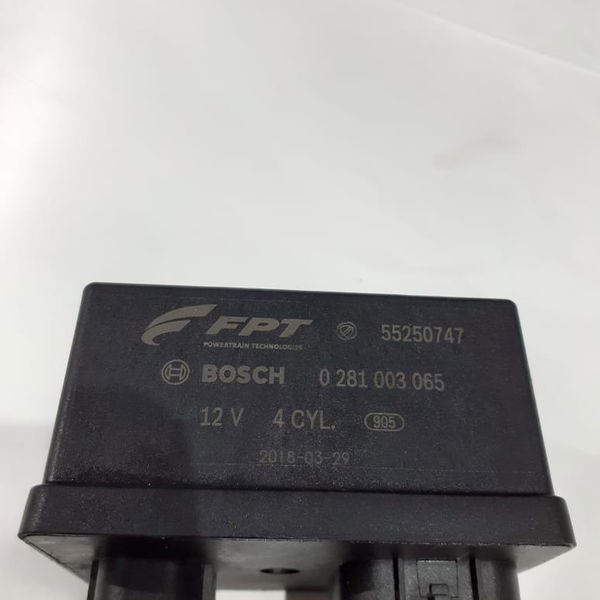 FPT 55250747
POWERTRAIN TECHNOLOGIES
BOSCH 0 281 003 065
12 V 4 CYL. 905
2018-03-29